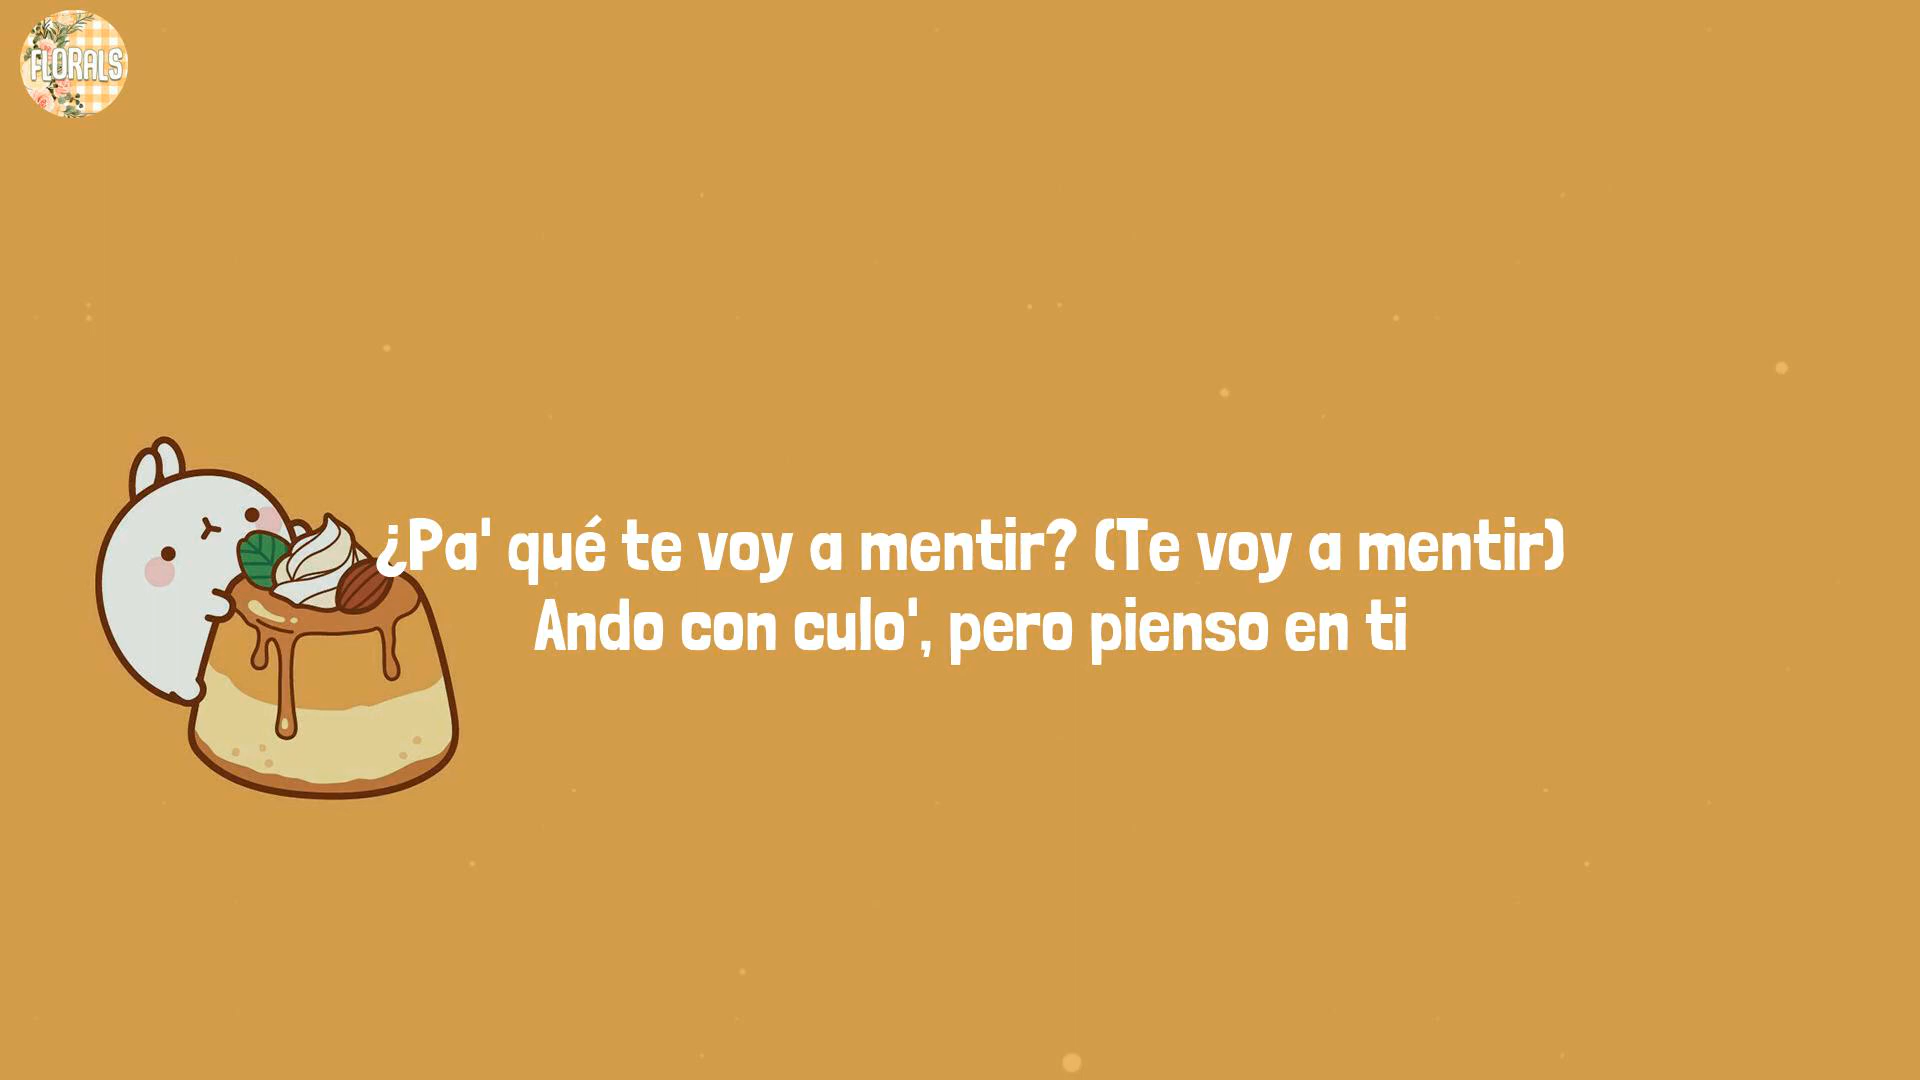 FLORALS
¿Pa' qué te voy a mentir? (Te voy a mentir)
Ando con culo', pero pienso en ti